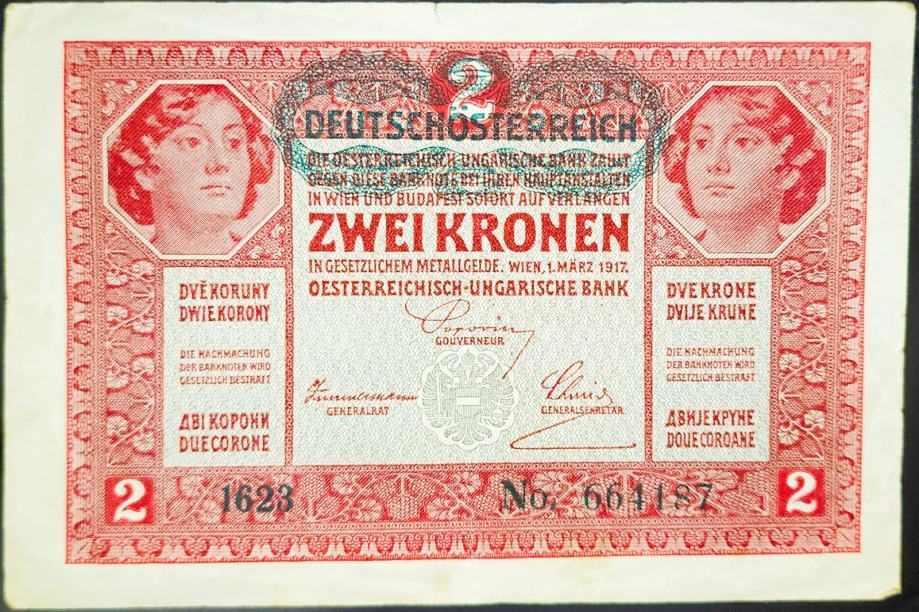 2
DEUTSCHÖSTERREICH
DIE OESTERREICHISCH-UNGARISCHE BANK ZAHLT
GEGEN DIESE BANKNOTE BEI IHREN HAUPTANSTALTEN
IN WIEN UND BUDAPEST SOFORT AUF VERLANGEN
ZWEI KRONEN
IN GESETZLICHEM METALLGELDE. WIEN, 1. MÄRZ 1917.
OESTERREICHISCH-UNGARISCHE BANK
GOUVERNEUR
GENERALRAT
GENERALSEKRETÄR
DVĚ KORUNY
DWIE KORONY
DIE NACHMACHUNG
DER BANKNOTEN WIRD
GESETZLICH BESTRAFT
ДВІ КОРОНИ
DUE CORONE
DVE KRONE
DVIJE KRUNE
DIE NACHMACHUNG
DER BANKNOTEN WIRD
GESETZLICH BESTRAFT
ДВИЈЕ КРУНЕ
DOUE COROANE
2
1623
No. 664187
2